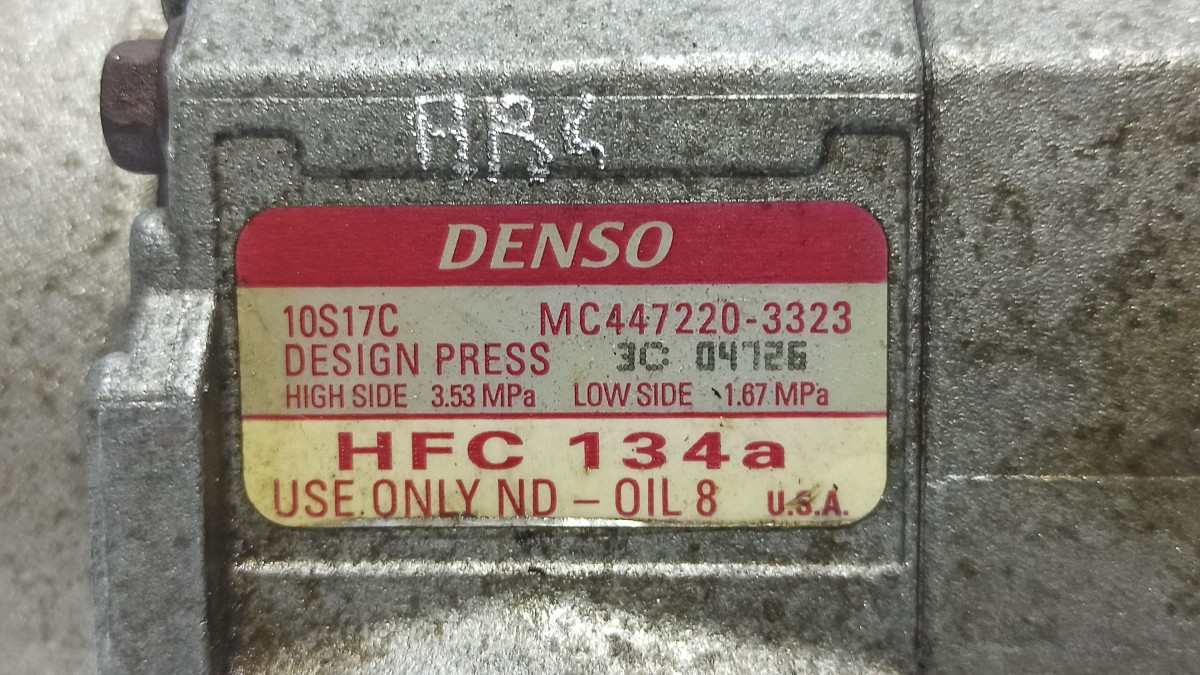 AR4
DENSO
10S17C MC447220-3323
DESIGN PRESS 3C 04726
HIGH SIDE 3.53 MPa LOW SIDE 1.67 MPa
HFC 134a
USE ONLY ND - OIL 8 U.S.A.